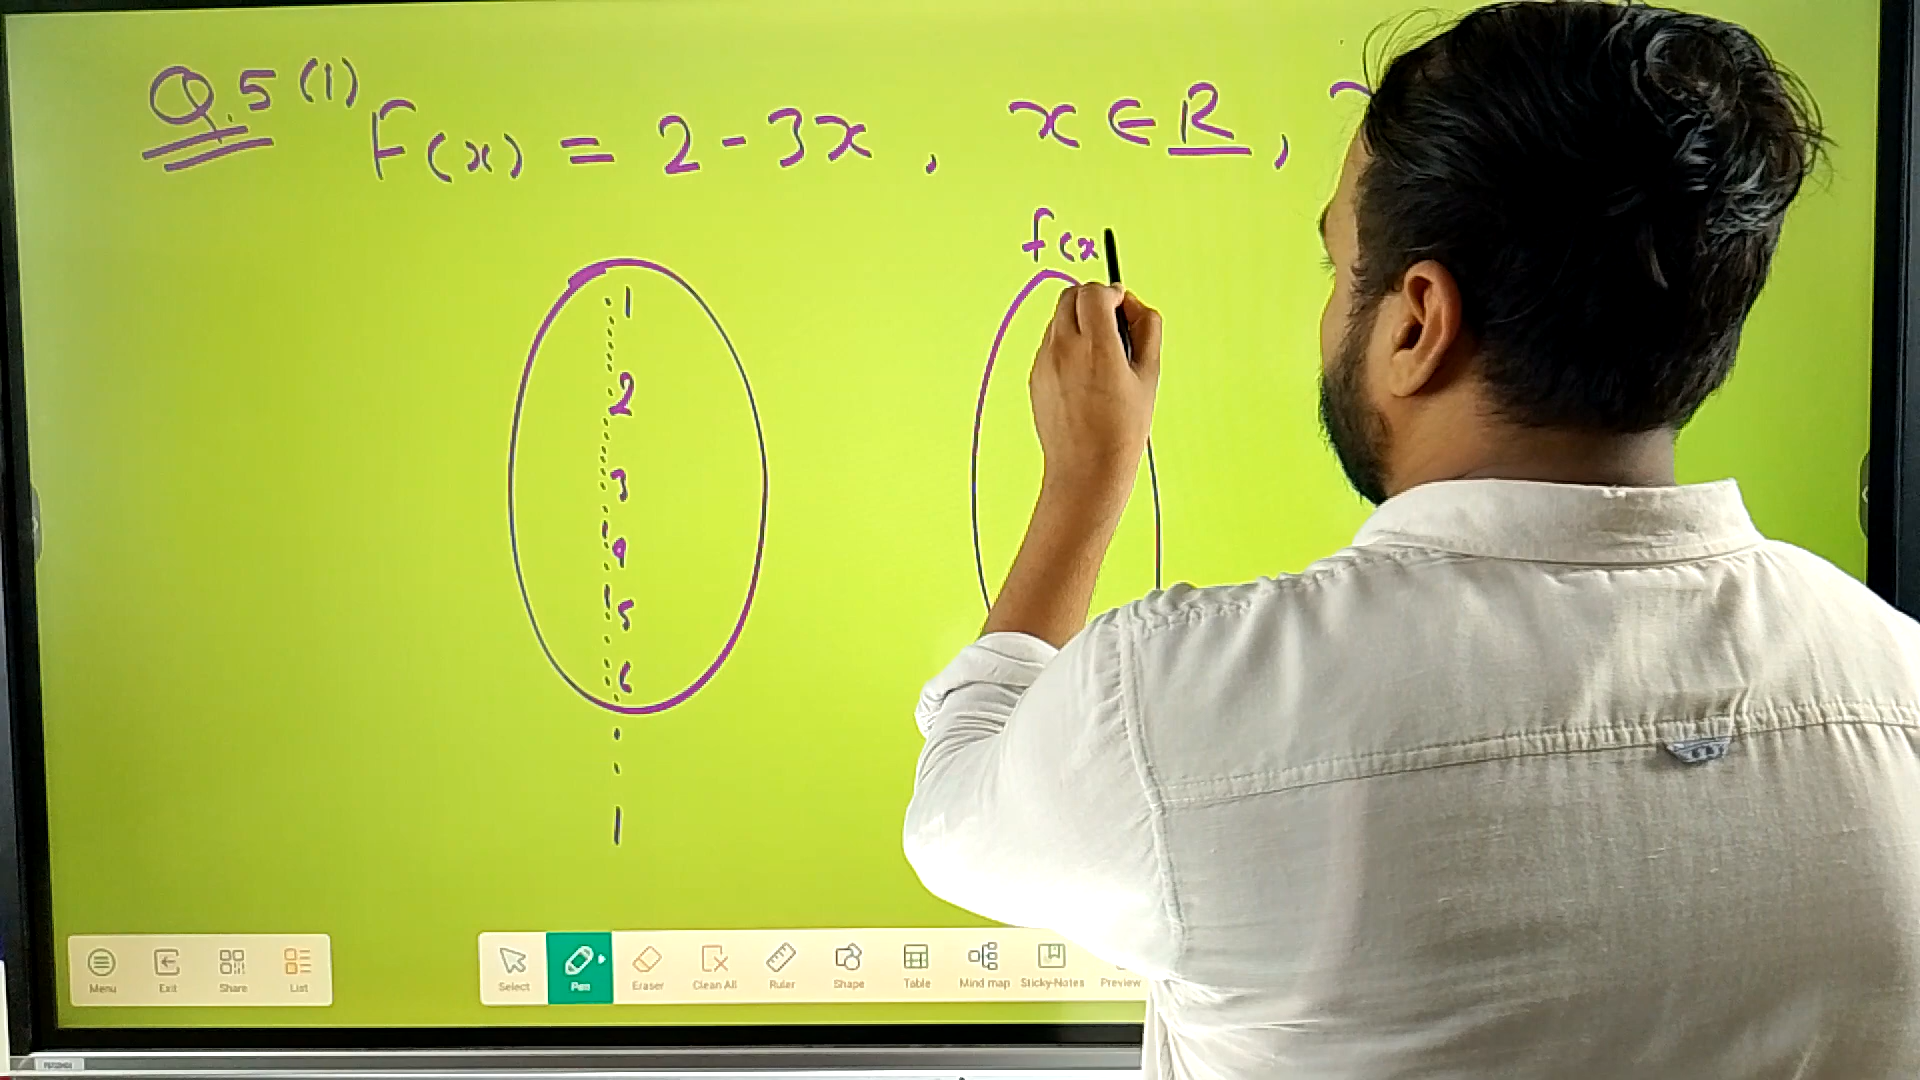 Q.5 (1) F(x) = 2 - 3x , x ∈ R ,
f(x
1
2
3
4
5
6
1
Menu Exit Share List Select Pen Eraser Clean All Ruler Shape Table Mind map Sticky-Notes Preview